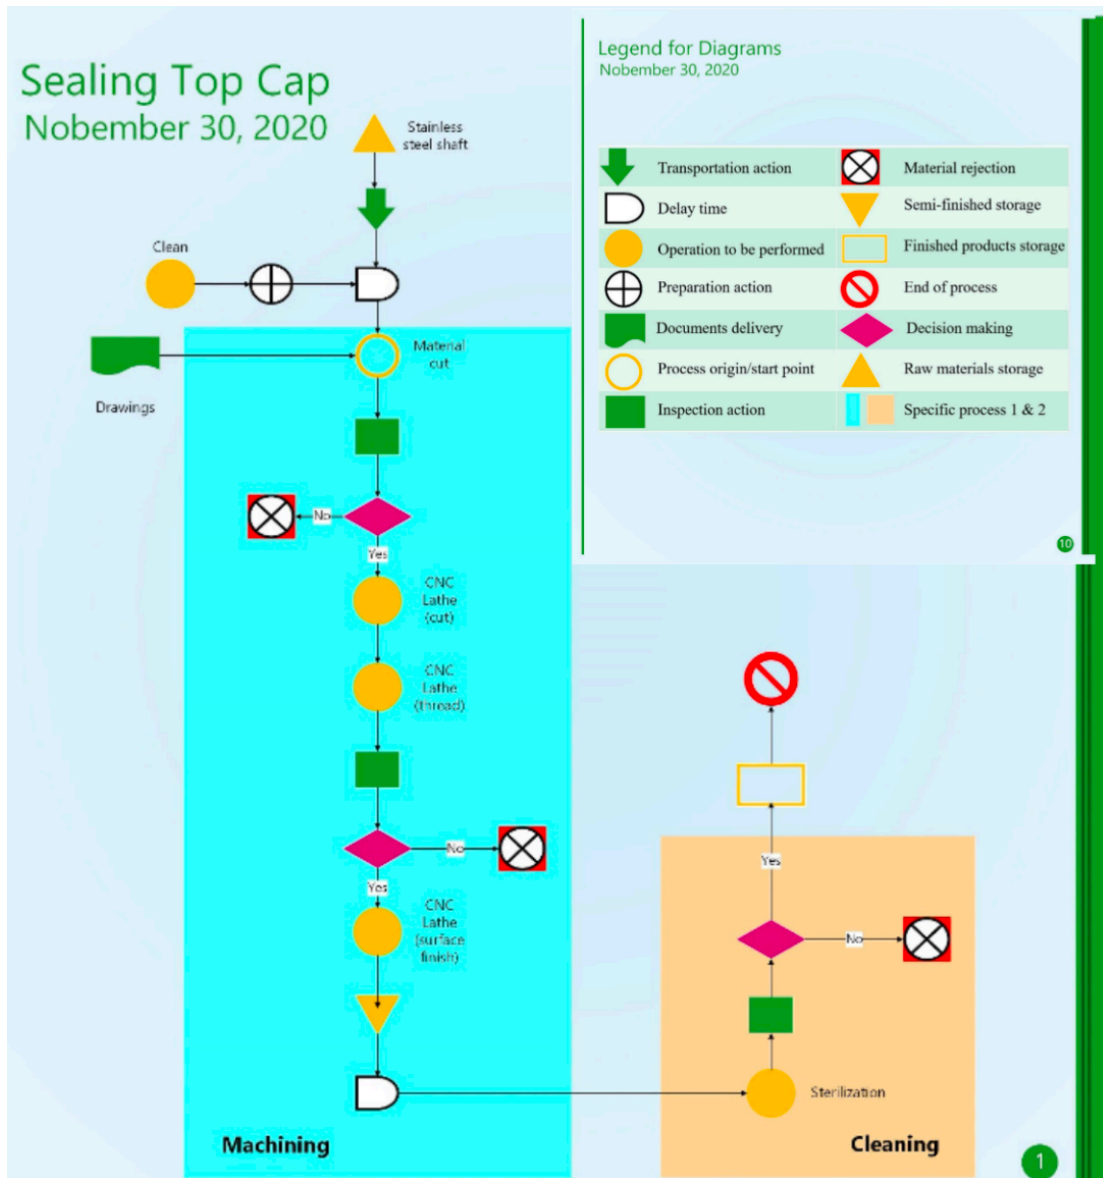 Sealing Top Cap
Nobember 30, 2020
Stainless
steel shaft
Clean
Drawings
Material
cut
No
Yes
CNC
Lathe
(cut)
CNC
Lathe
(thread)
No
Yes
CNC
Lathe
(surface
finish)
Machining
Legend for Diagrams
Nobember 30, 2020
Transportation action
Material rejection
Delay time
Semi-finished storage
Operation to be performed
Finished products storage
Preparation action
End of process
Documents delivery
Decision making
Process origin/start point
Raw materials storage
Inspection action
Specific process 1 & 2
10
Yes
No
Sterilization
Cleaning
1